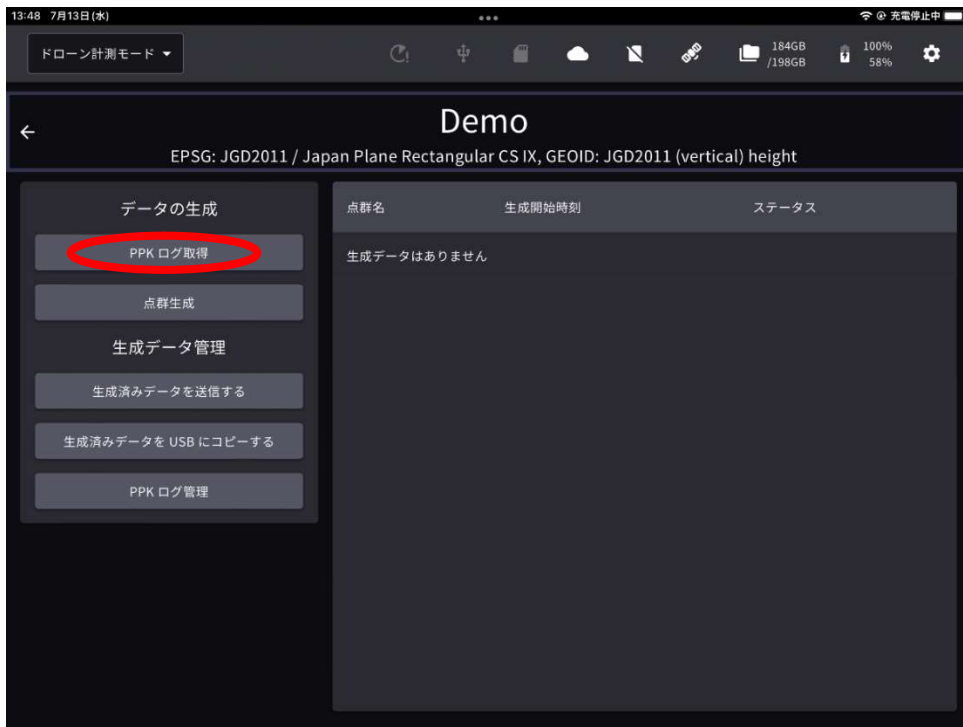 13:48 7月13日(水)
充電停止中
ドローン計測モード
184GB
/198GB
100%
58%
Demo
EPSG: JGD2011 / Japan Plane Rectangular CS IX, GEOID: JGD2011 (vertical) height
データの生成
PPK ログ取得
点群生成
生成データ管理
生成済みデータを送信する
生成済みデータを USB にコピーする
PPK ログ管理
点群名 生成開始時刻 ステータス
生成データはありません